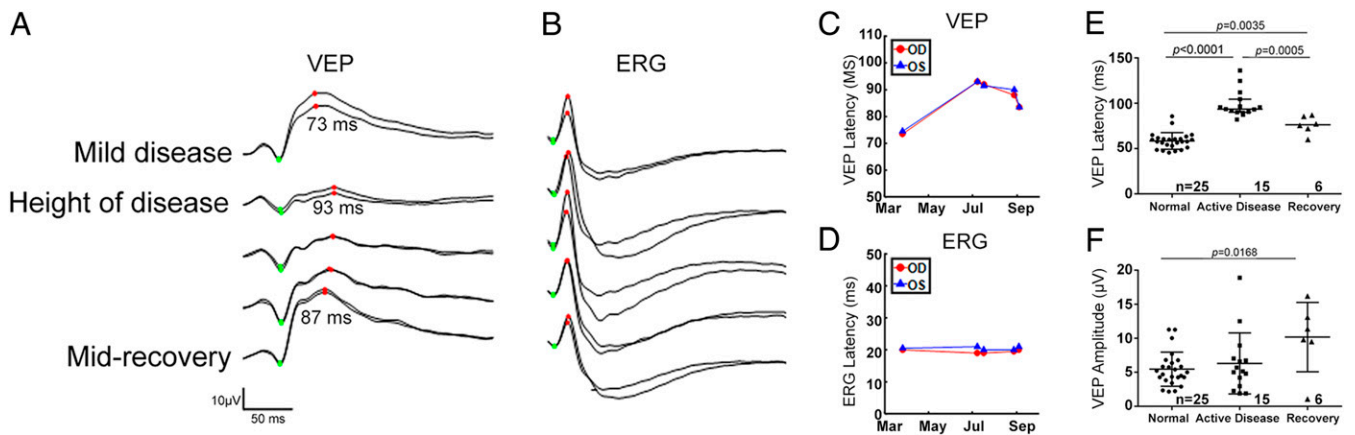 A
VEP
73 ms
Mild disease
Height of disease
93 ms
87 ms
Mid-recovery
10µV
50 ms
B
ERG
C
VEP
OD
OS
VEP Latency (MS)
110
100
90
80
70
60
50
Mar May Jul Sep
D
ERG
OD
OS
ERG Latency (ms)
50
40
30
20
10
0
Mar May Jul Sep
E
p=0.0035
p<0.0001 p=0.0005
VEP Latency (ms)
150
100
50
0
n=25 15 6
Normal Active Disease Recovery
F
p=0.0168
VEP Amplitude (µV)
20
15
10
5
0
n=25 15 6
Normal Active Disease Recovery